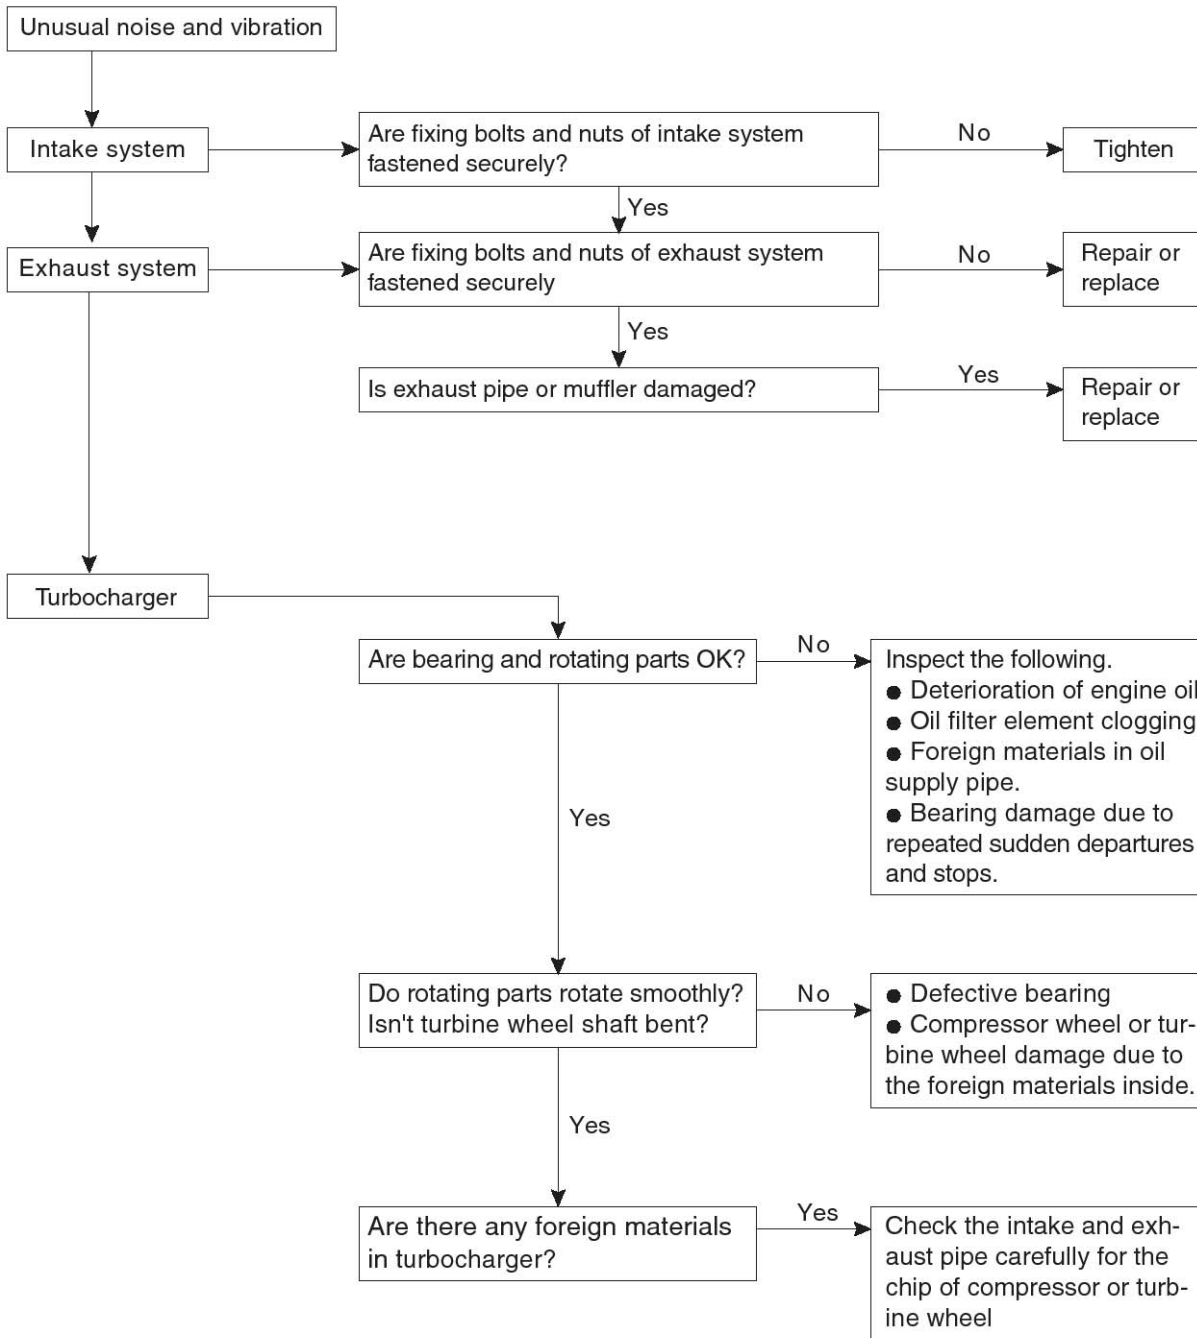 Unusual noise and vibration
Intake system
Are fixing bolts and nuts of intake system
fastened securely?
No
Tighten
Yes
Exhaust system
Are fixing bolts and nuts of exhaust system
fastened securely
No
Repair or
replace
Yes
Is exhaust pipe or muffler damaged?
Yes
Repair or
replace
Turbocharger
Are bearing and rotating parts OK?
No
Inspect the following.
● Deterioration of engine oil
● Oil filter element clogging
● Foreign materials in oil
supply pipe.
● Bearing damage due to
repeated sudden departures
and stops.
Yes
Do rotating parts rotate smoothly?
Isn't turbine wheel shaft bent?
No
● Defective bearing
● Compressor wheel or tur-
bine wheel damage due to
the foreign materials inside.
Yes
Are there any foreign materials
in turbocharger?
Yes
Check the intake and exh-
aust pipe carefully for the
chip of compressor or turb-
ine wheel